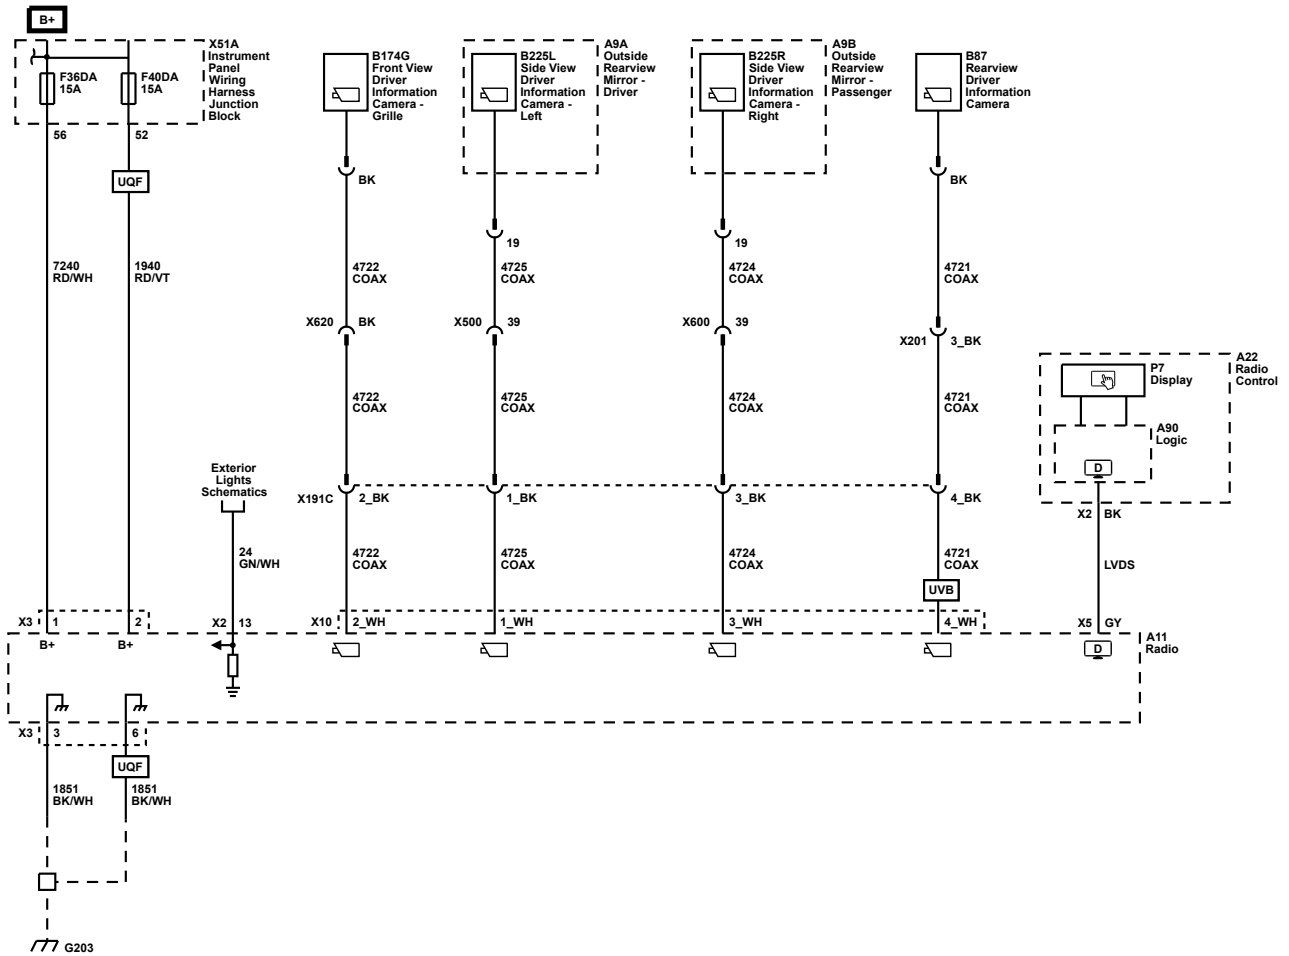 B+
X51A
Instrument
Panel
Wiring
Harness
Junction
Block
F36DA
15A
F40DA
15A
56
52
UQF
7240
RD/WH
1940
RD/VT
B174G
Front View
Driver
Information
Camera -
Grille
B225L
Side View
Driver
Information
Camera -
Left
A9A
Outside
Rearview
Mirror -
Driver
B225R
Side View
Driver
Information
Camera -
Right
A9B
Outside
Rearview
Mirror -
Passenger
B87
Rearview
Driver
Information
Camera
BK
19
19
BK
4722
COAX
4725
COAX
4724
COAX
4721
COAX
X620 BK
X500 39
X600 39
X201 3_BK
4722
COAX
4725
COAX
4724
COAX
4721
COAX
P7
Display
A22
Radio
Control
A90
Logic
D
X2 BK
Exterior
Lights
Schematics
X191C 2_BK
1_BK
3_BK
4_BK
24
GN/WH
4722
COAX
4725
COAX
4724
COAX
4721
COAX
LVDS
UVB
X3 1
2
X2 13
X10 2_WH
1_WH
3_WH
4_WH
X5 GY
B+
B+
D
A11
Radio
X3 3
6
UQF
1851
BK/WH
1851
BK/WH
G203